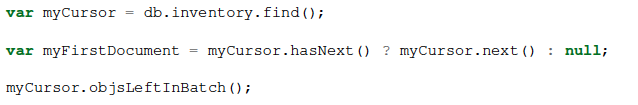 var myCursor = db.inventory.find();
var myFirstDocument = myCursor.hasNext() ? myCursor.next() : null;
myCursor.objsLeftInBatch();